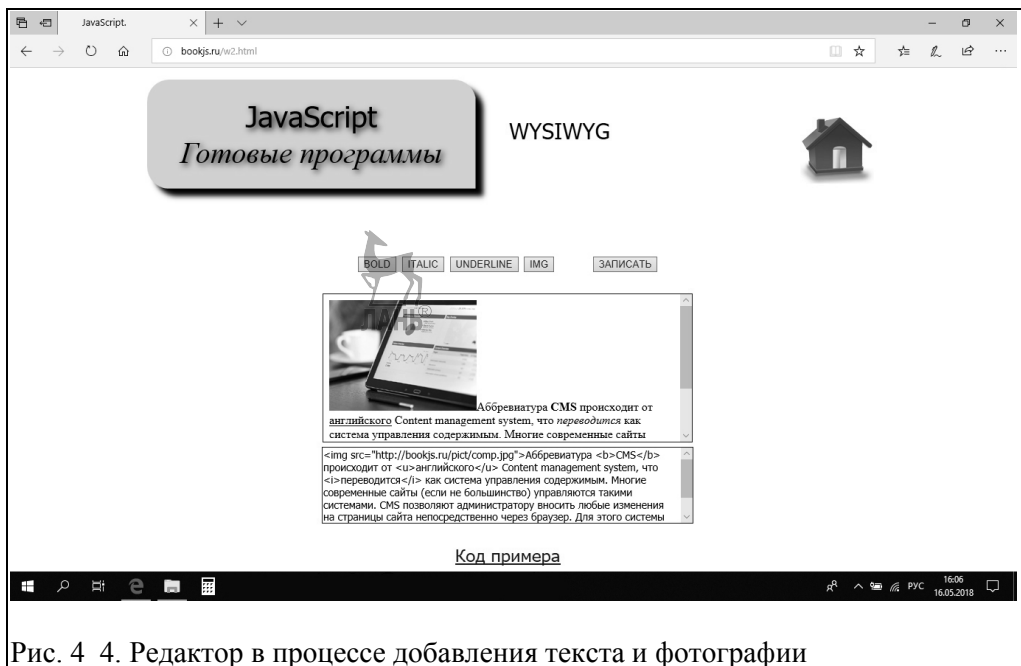 JavaScript.
bookjs.ru/w2.html
JavaScript
Готовые программы
WYSIWYG
BOLD ITALIC UNDERLINE IMG ЗАПИСАТЬ
ЛАНЬ®
Аббревиатура CMS происходит от
английского Content management system, что переводится как
система управления содержимым. Многие современные сайты
<img src="http://bookjs.ru/pict/comp.jpg">Аббревиатура <b>CMS</b>
происходит от <u>английского</u> Content management system, что
<i>переводится</i> как система управления содержимым. Многие
современные сайты (если не большинство) управляются такими
системами. CMS позволяют администратору вносить любые изменения
на страницы сайта непосредственно через браузер. Для этого системы
Код примера
РУС 16:06
16.05.2018
Рис. 4 4. Редактор в процессе добавления текста и фотографии